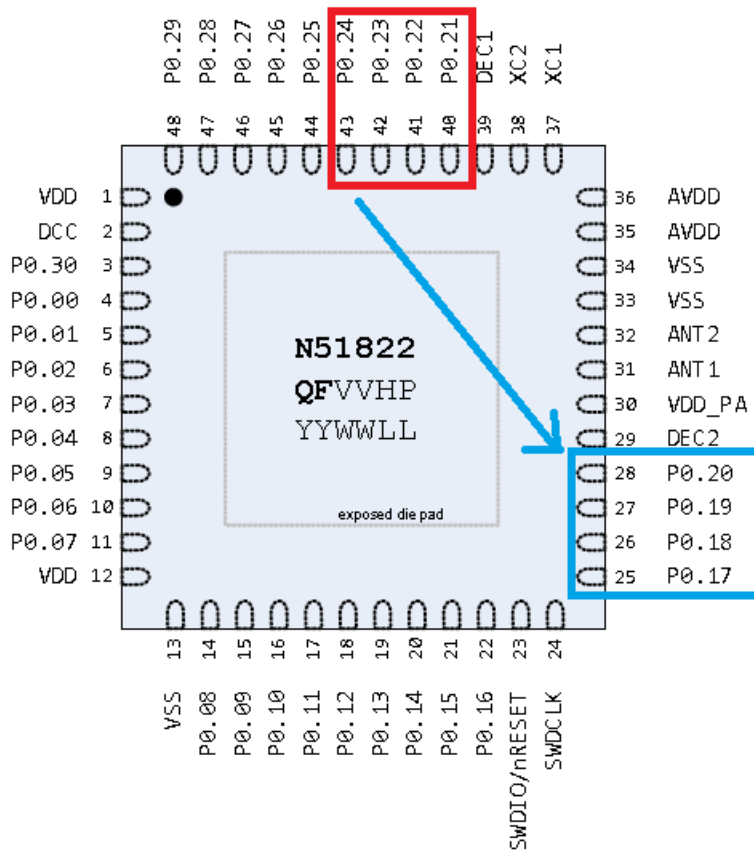 P0.29
P0.28
P0.27
P0.26
P0.25
P0.24
P0.23
P0.22
P0.21
DEC1
XC2
XC1
48
47
46
45
44
43
42
41
40
39
38
37
VDD 1
DCC 2
P0.30 3
P0.00 4
P0.01 5
P0.02 6
P0.03 7
P0.04 8
P0.05 9
P0.06 10
P0.07 11
VDD 12
N51822
QFVVHP
YYWWLL
exposed die pad
36 AVDD
35 AVDD
34 VSS
33 VSS
32 ANT2
31 ANT1
30 VDD_PA
29 DEC2
28 P0.20
27 P0.19
26 P0.18
25 P0.17
13
14
15
16
17
18
19
20
21
22
23
24
VSS
P0.08
P0.09
P0.10
P0.11
P0.12
P0.13
P0.14
P0.15
P0.16
SWDIO/nRESET
SWDCLK